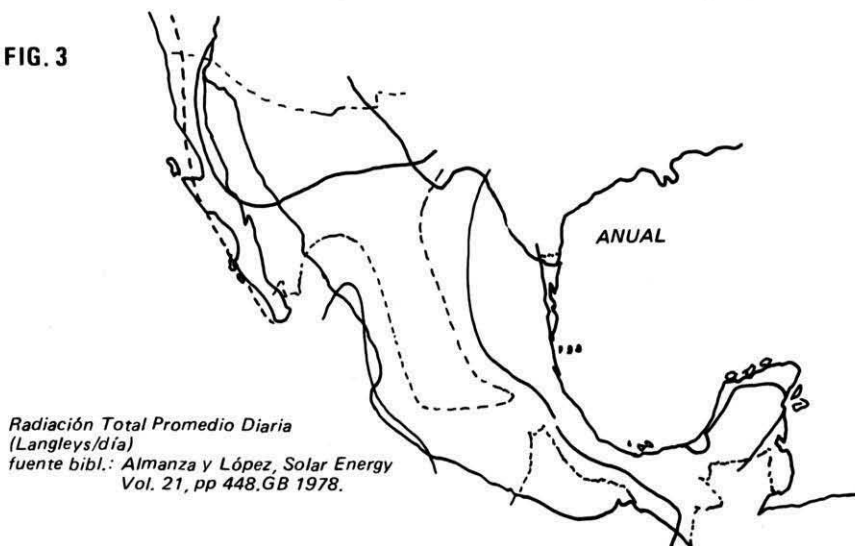 FIG. 3
ANUAL
Radiación Total Promedio Diaria
(Langleys/día)
fuente bibl.: Almanza y López, Solar Energy
Vol. 21, pp 448.GB 1978.